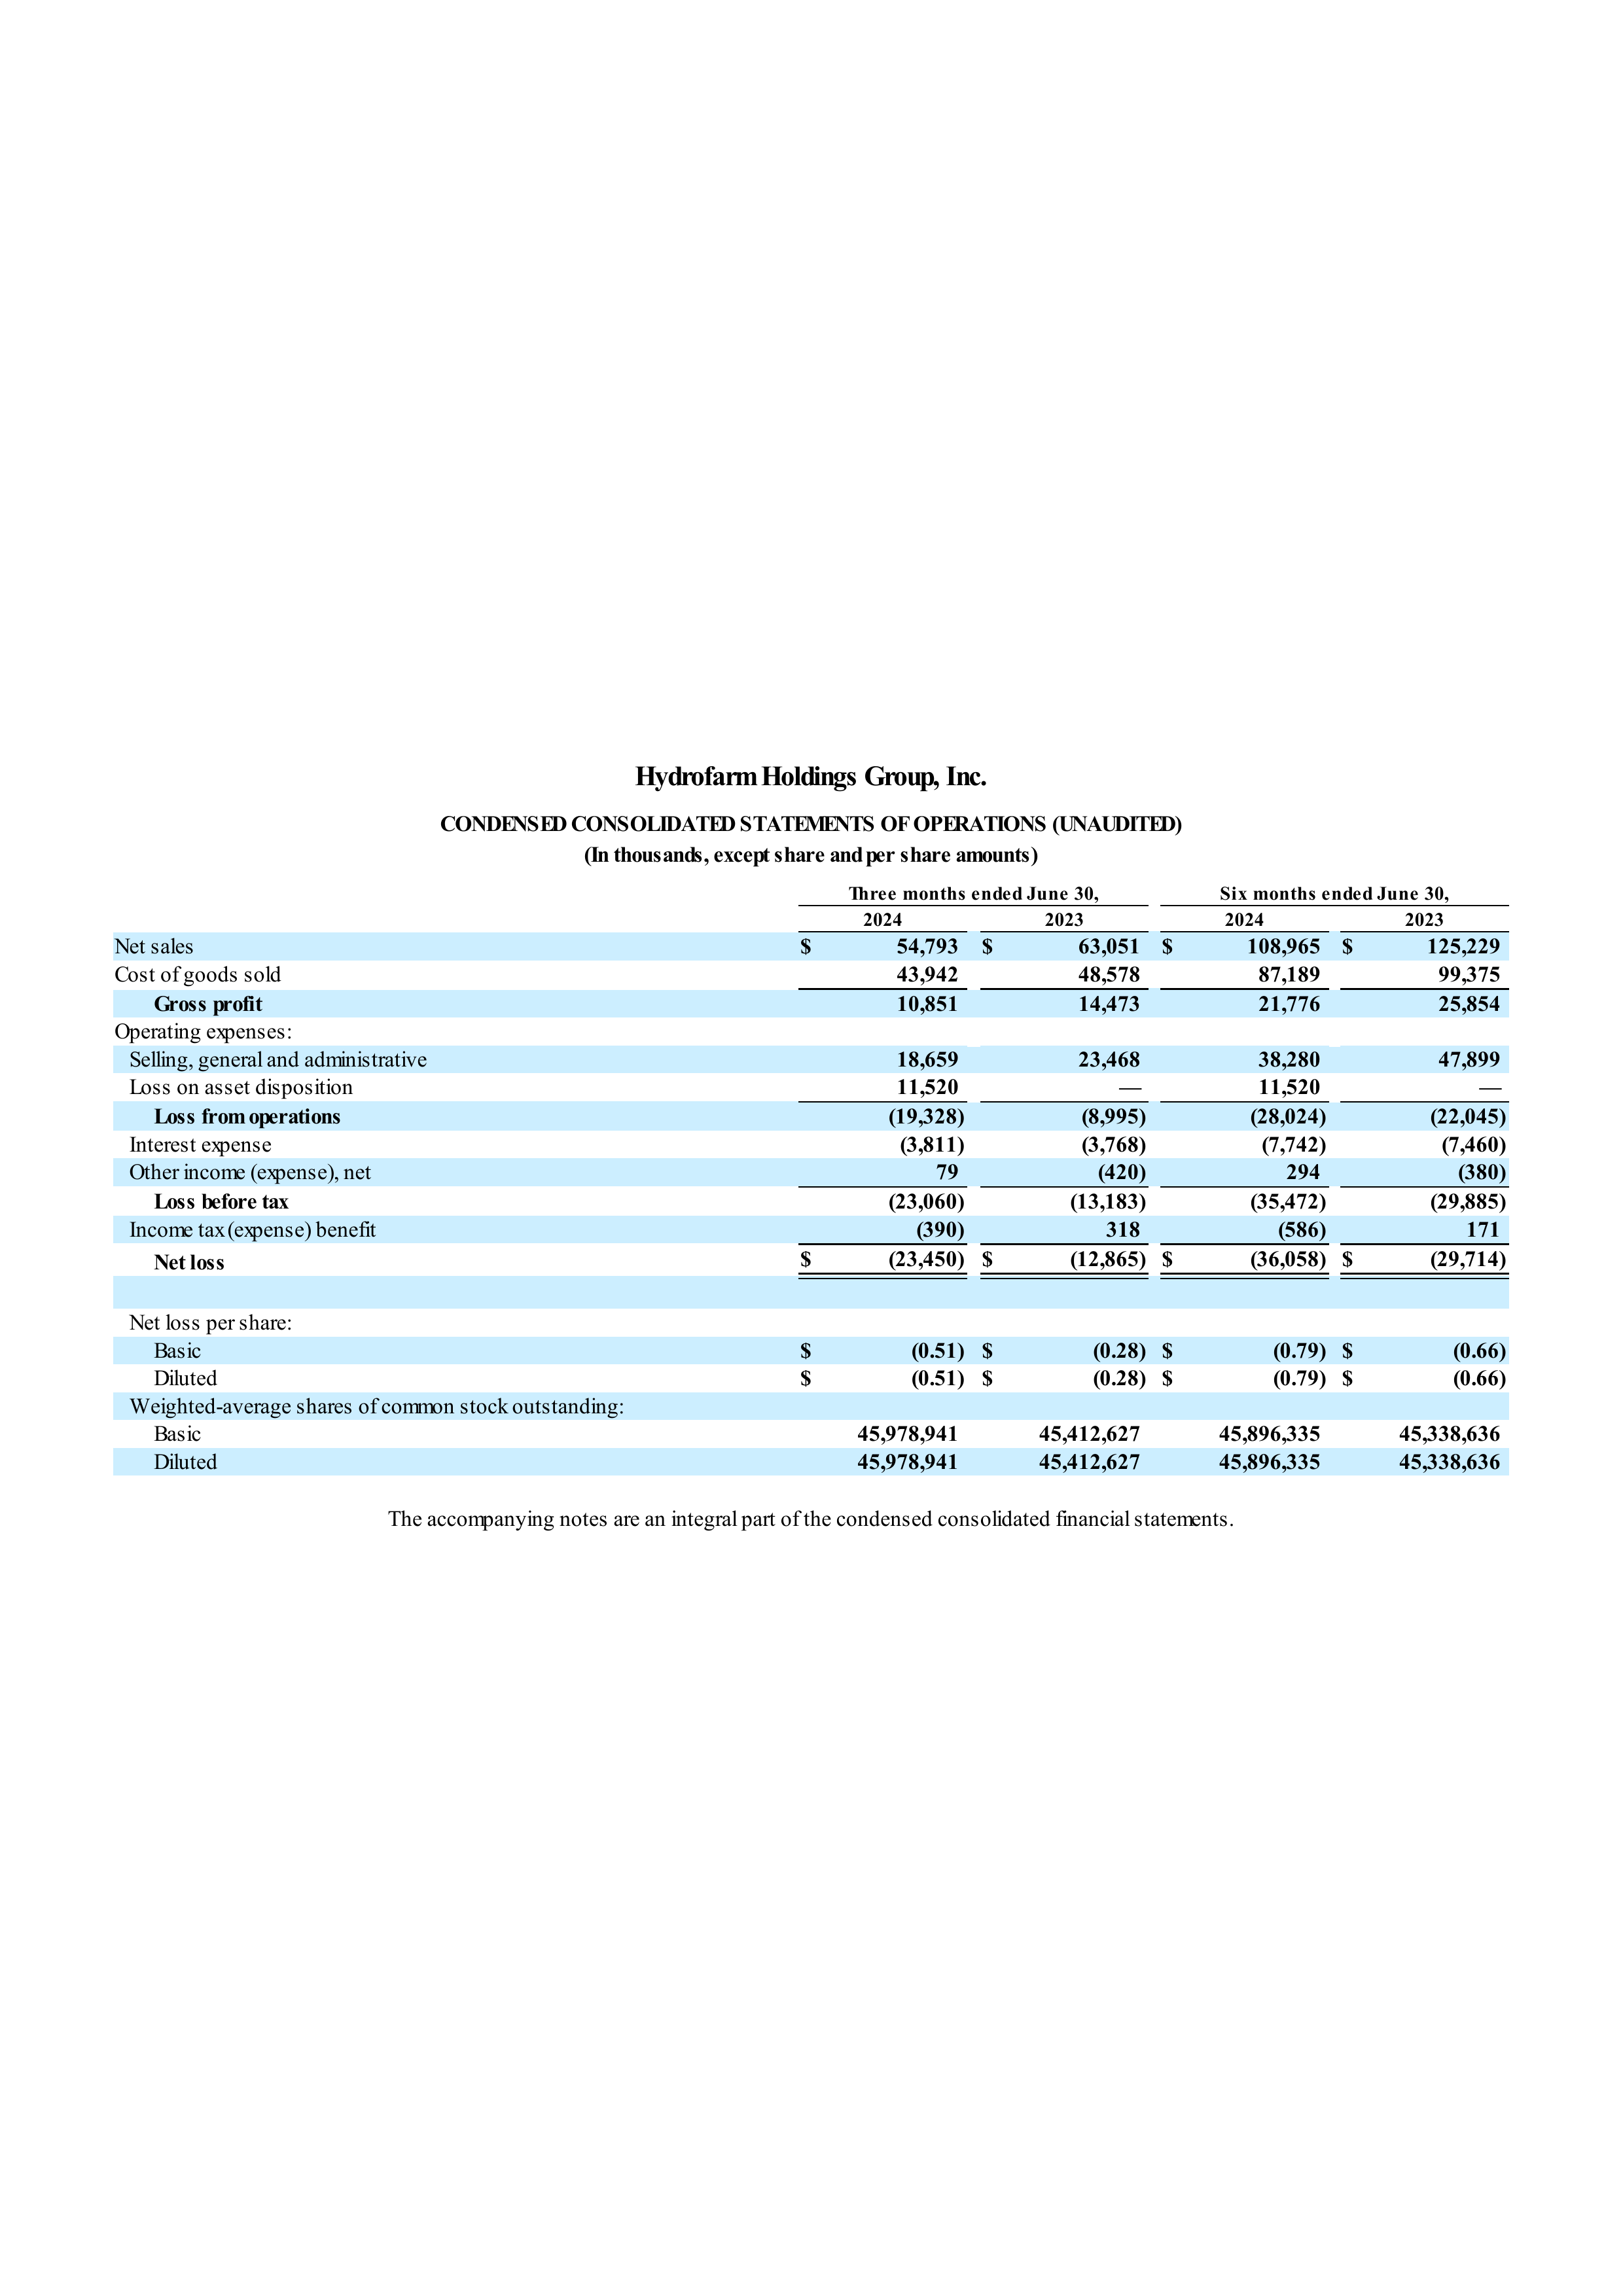 Hydrofarm Holdings Group, Inc.
CONDENSED CONSOLIDATED STATEMENTS OF OPERATIONS (UNAUDITED)
(In thousands, except share and per share amounts)
Three months ended June 30, Six months ended June 30,
2024 2023 2024 2023
Net sales $ 54,793 $ 63,051 $ 108,965 $ 125,229
Cost of goods sold 43,942 48,578 87,189 99,375
Gross profit 10,851 14,473 21,776 25,854
Operating expenses:
Selling, general and administrative 18,659 23,468 38,280 47,899
Loss on asset disposition 11,520 — 11,520 —
Loss from operations (19,328) (8,995) (28,024) (22,045)
Interest expense (3,811) (3,768) (7,742) (7,460)
Other income (expense), net 79 (420) 294 (380)
Loss before tax (23,060) (13,183) (35,472) (29,885)
Income tax (expense) benefit (390) 318 (586) 171
Net loss $ (23,450) $ (12,865) $ (36,058) $ (29,714)
Net loss per share:
Basic $ (0.51) $ (0.28) $ (0.79) $ (0.66)
Diluted $ (0.51) $ (0.28) $ (0.79) $ (0.66)
Weighted-average shares of common stock outstanding:
Basic 45,978,941 45,412,627 45,896,335 45,338,636
Diluted 45,978,941 45,412,627 45,896,335 45,338,636
The accompanying notes are an integral part of the condensed consolidated financial statements.